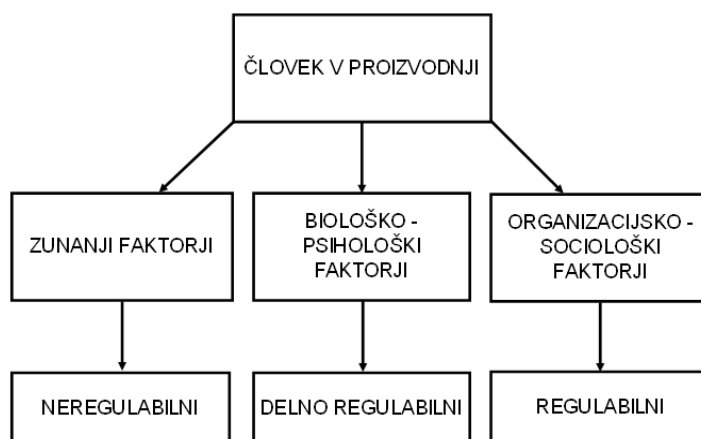 ČLOVEK V PROIZVODNJI
ZUNANJI FAKTORJI
BIOLOŠKO -
PSIHOLOŠKI
FAKTORJI
ORGANIZACIJSKO -
SOCIOLOŠKI
FAKTORJI
NEREGULABILNI
DELNO REGULABILNI
REGULABILNI